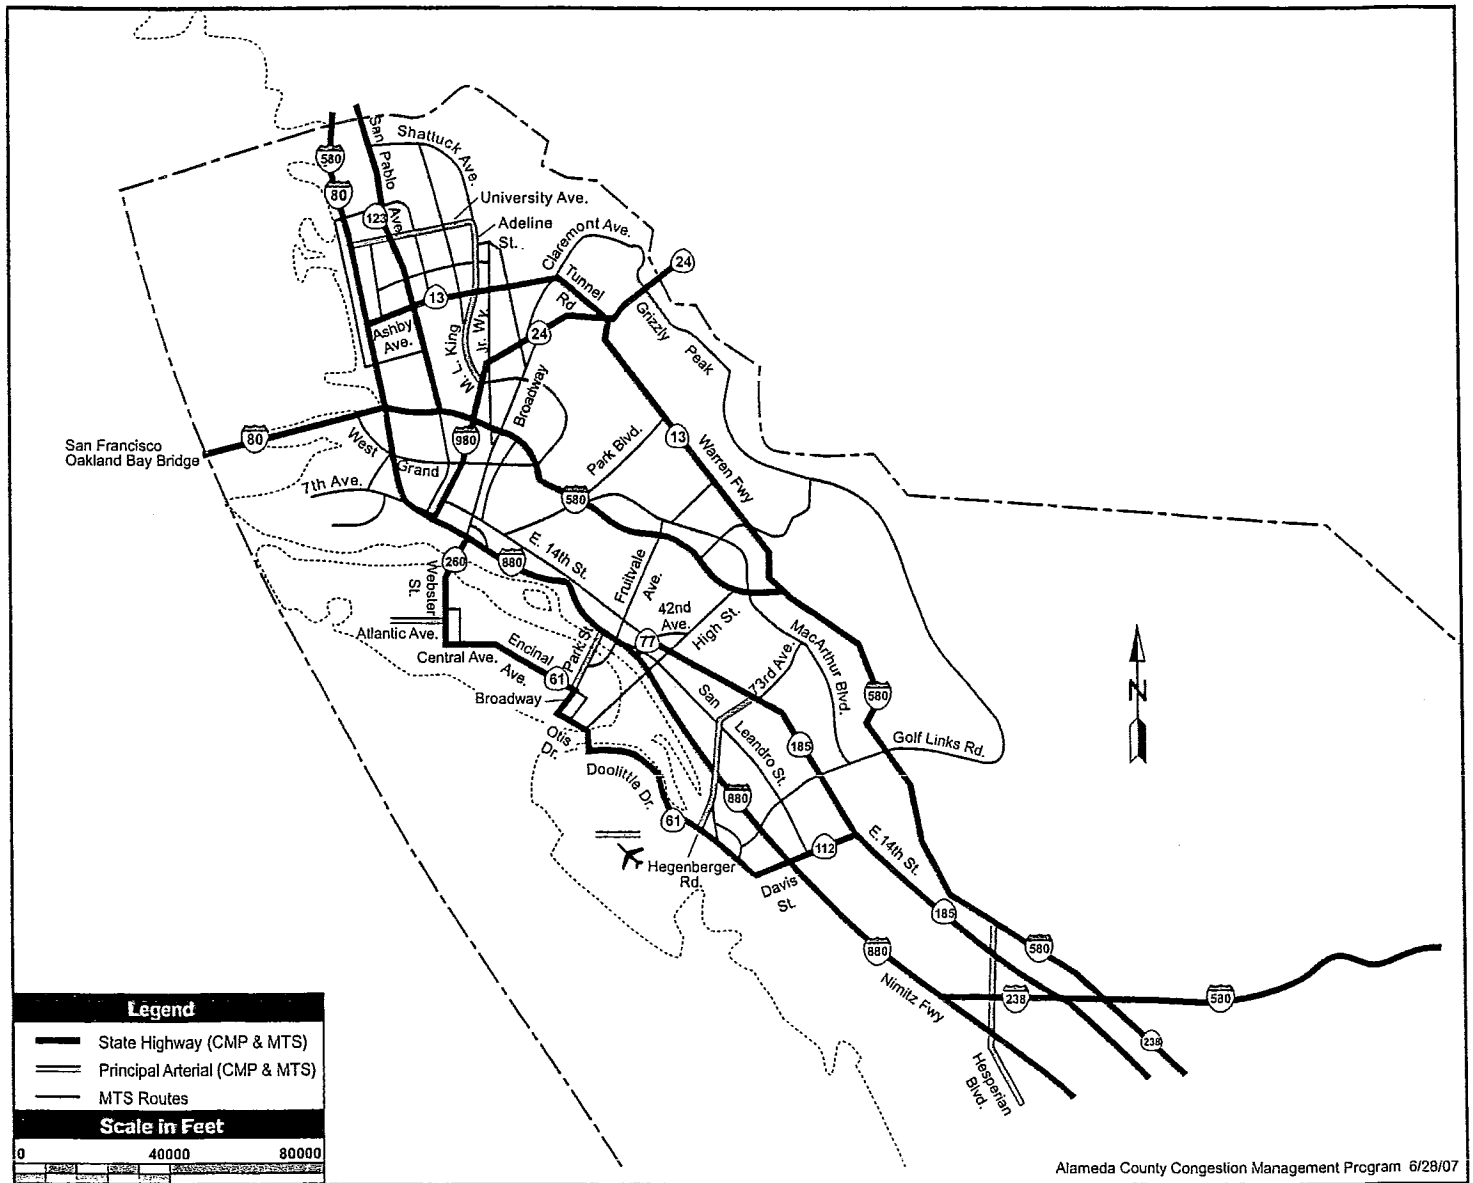 San
Pablo
Ave.
Shattuck Ave.
580
80
123
University Ave.
Adeline
St.
Claremont Ave.
24
Tunnel
Rd
13
Grizzly
Peak
Ashby
Ave.
M. L. King
Jr. Wy.
24
Broadway
80
San Francisco
Oakland Bay Bridge
West
Grand
980
Park Blvd.
13
Warren Fwy
7th Ave.
580
E. 14th St.
260
880
Webster
St.
Fruitvale
Ave.
42nd
Ave.
High St.
Atlantic Ave.
Central Ave.
Encinal
Ave.
Park St.
77
61
Broadway
MacArthur Blvd.
73rd Ave.
San
Leandro St.
580
N
Otis
Dr.
185
Golf Links Rd.
Doolittle Dr.
880
61
Hegenberger
Rd.
112
E.14th St.
Davis
St.
185
580
880
Nimitz Fwy
238
580
238
Hesperian
Blvd.
Legend
State Highway (CMP & MTS)
Principal Arterial (CMP & MTS)
MTS Routes
Scale in Feet
0 40000 80000
Alameda County Congestion Management Program 6/28/07